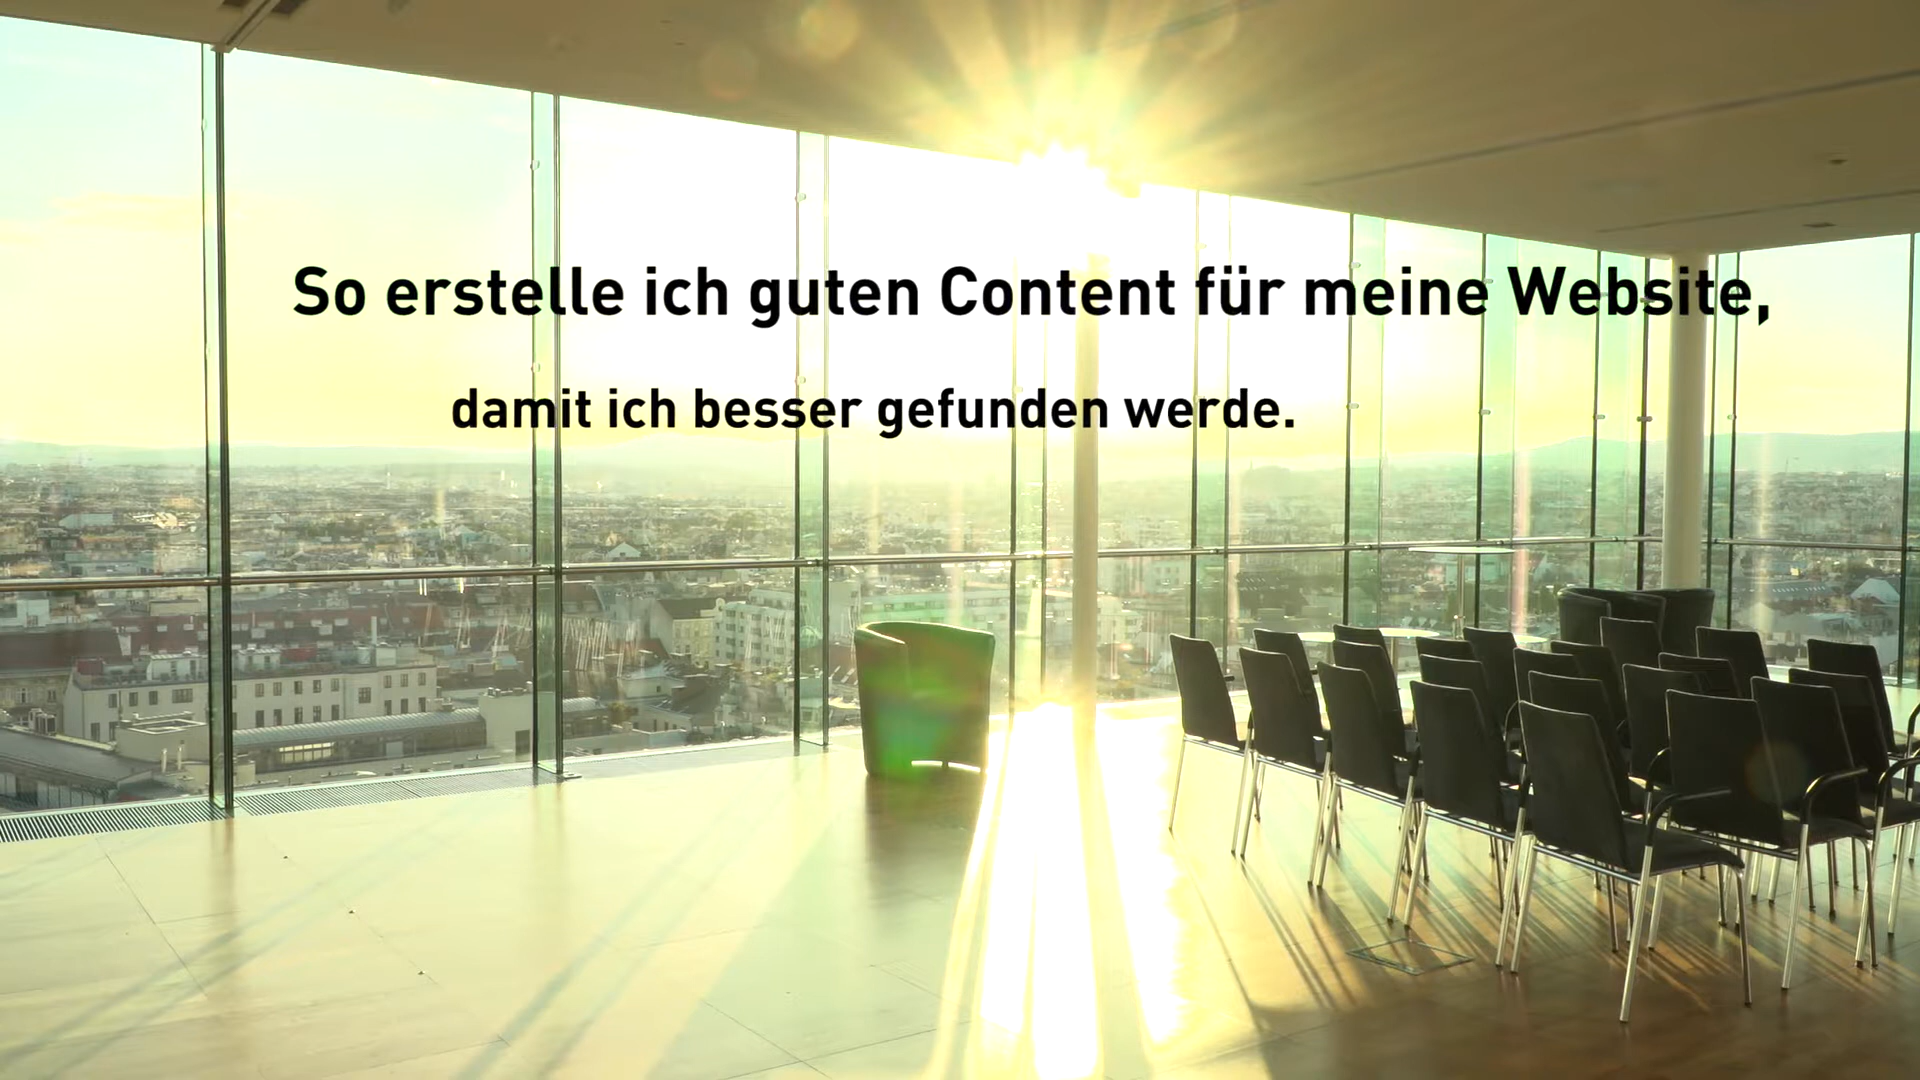 So erstelle ich guten Content für meine Website,
damit ich besser gefunden werde.